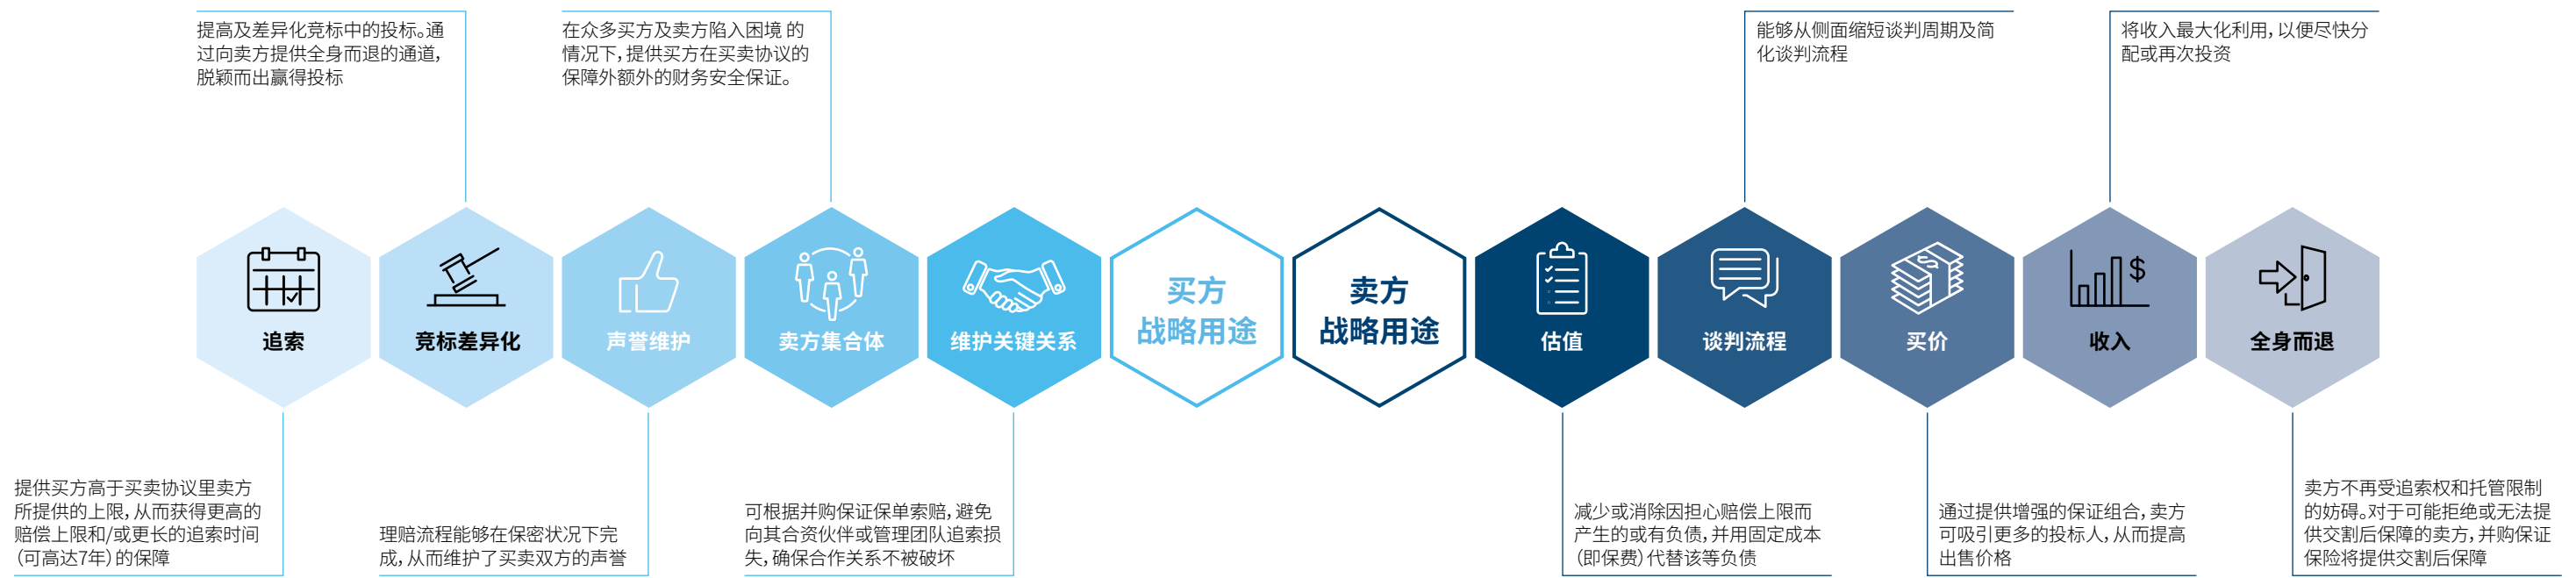 提高及差异化竞标中的投标。通
过向卖方提供全身而退的通道，
脱颖而出赢得投标
在众多买方及卖方陷入困境 的
情况下，提供买方在买卖协议的
保障外额外的财务安全保证。
能够从侧面缩短谈判周期及简
化谈判流程
将收入最大化利用，以便尽快分
配或再次投资
追索
竞标差异化
声誉维护
卖方集合体
维护关键关系
买方
战略用途
卖方
战略用途
估值
谈判流程
买价
收入
全身而退
提供买方高于买卖协议里卖方
所提供的上限，从而获得更高的
赔偿上限和/或更长的追索时间
（可高达7年）的保障
理赔流程能够在保密状况下完
成，从而维护了买卖双方的声誉
可根据并购保证保单索赔，避免
向其合资伙伴或管理团队追索损
失，确保合作关系不被破坏
减少或消除因担心赔偿上限而
产生的或有负债，并用固定成本
（即保费）代替该等负债
通过提供增强的保证组合，卖方
可吸引更多的投标人，从而提高
出售价格
卖方不再受追索权和托管限制
的妨碍。对于可能拒绝或无法提
供交割后保障的卖方，并购保证
保险将提供交割后保障